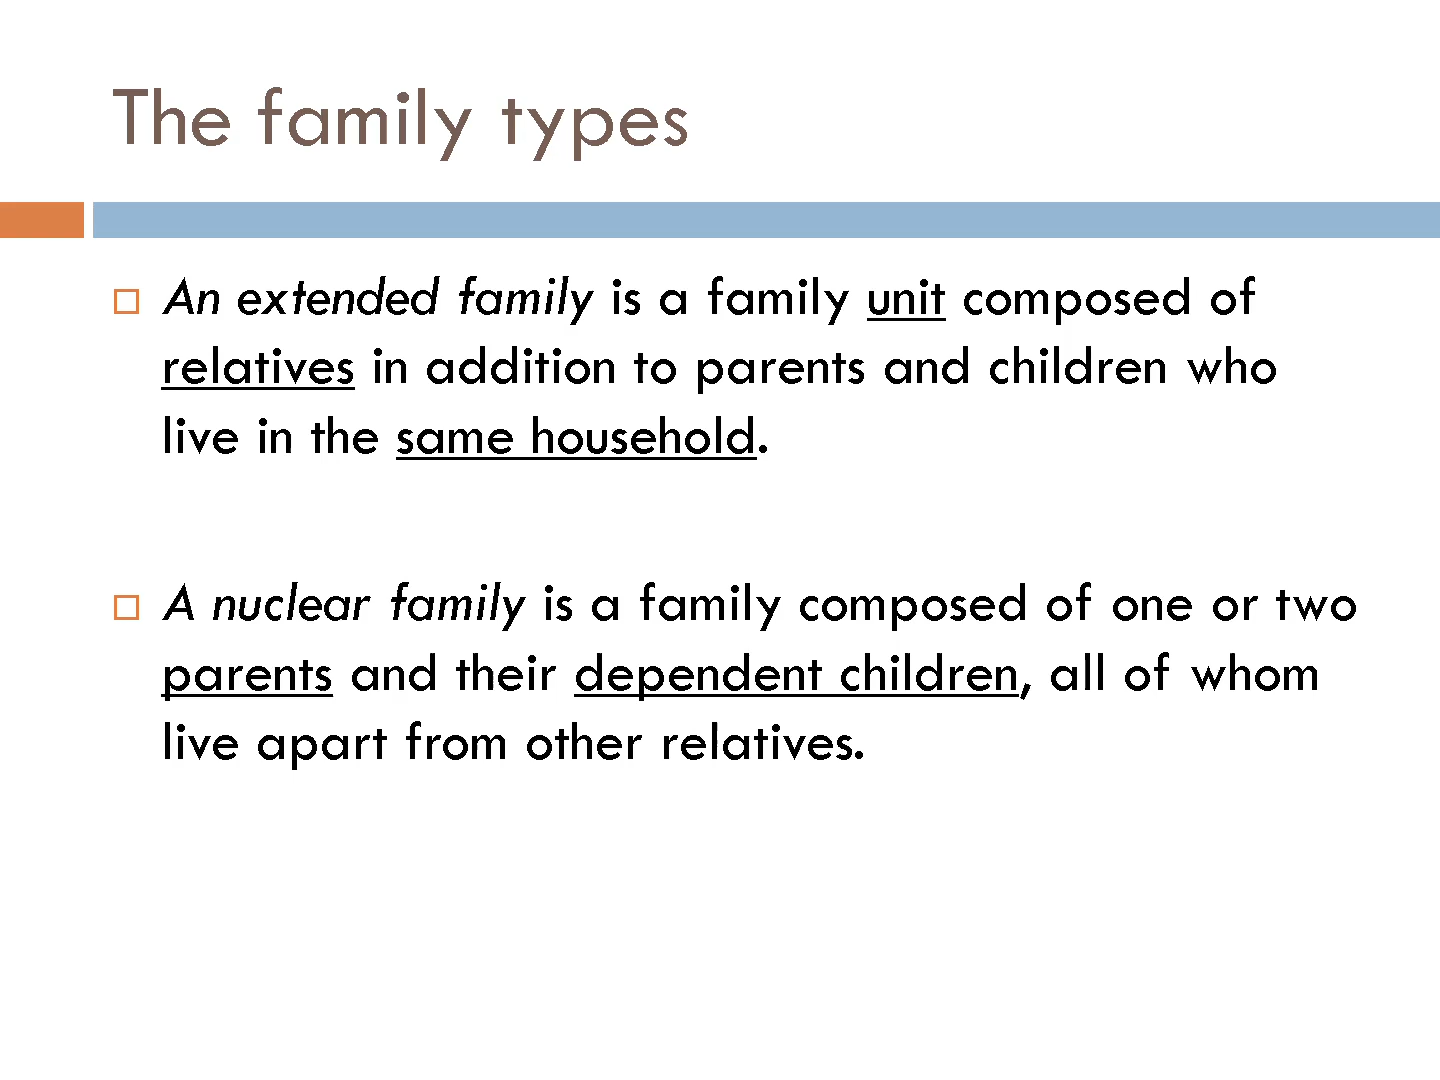 The family types
An extended family is a family unit composed of
relatives in addition to parents and children who
live in the same household.
A nuclear family is a family composed of one or two
parents and their dependent children, all of whom
live apart from other relatives.